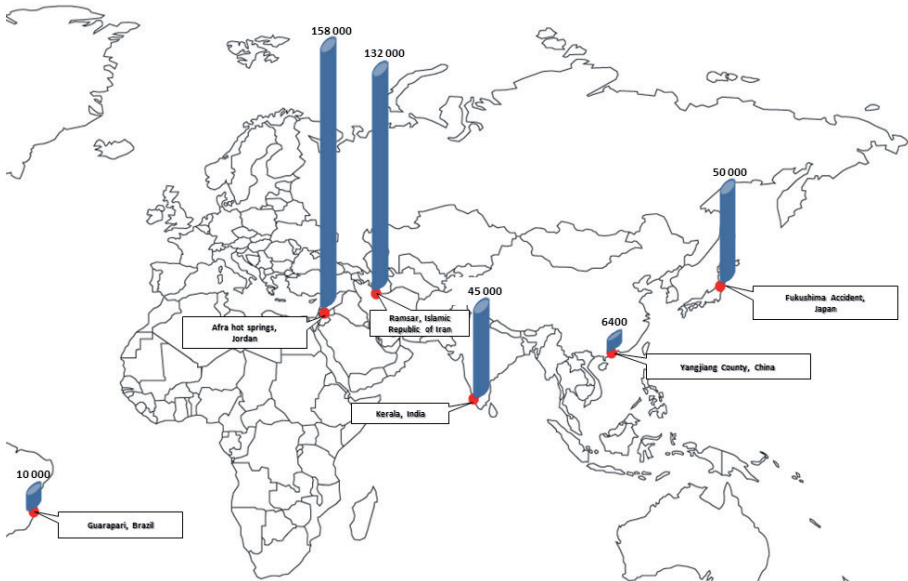 158 000
132 000
50 000
45 000
6400
10 000
Afra hot springs,
Jordan
Ramsar, Islamic
Republic of Iran
Fukushima Accident,
Japan
Yangjiang County, China
Kerala, India
Guarapari, Brazil